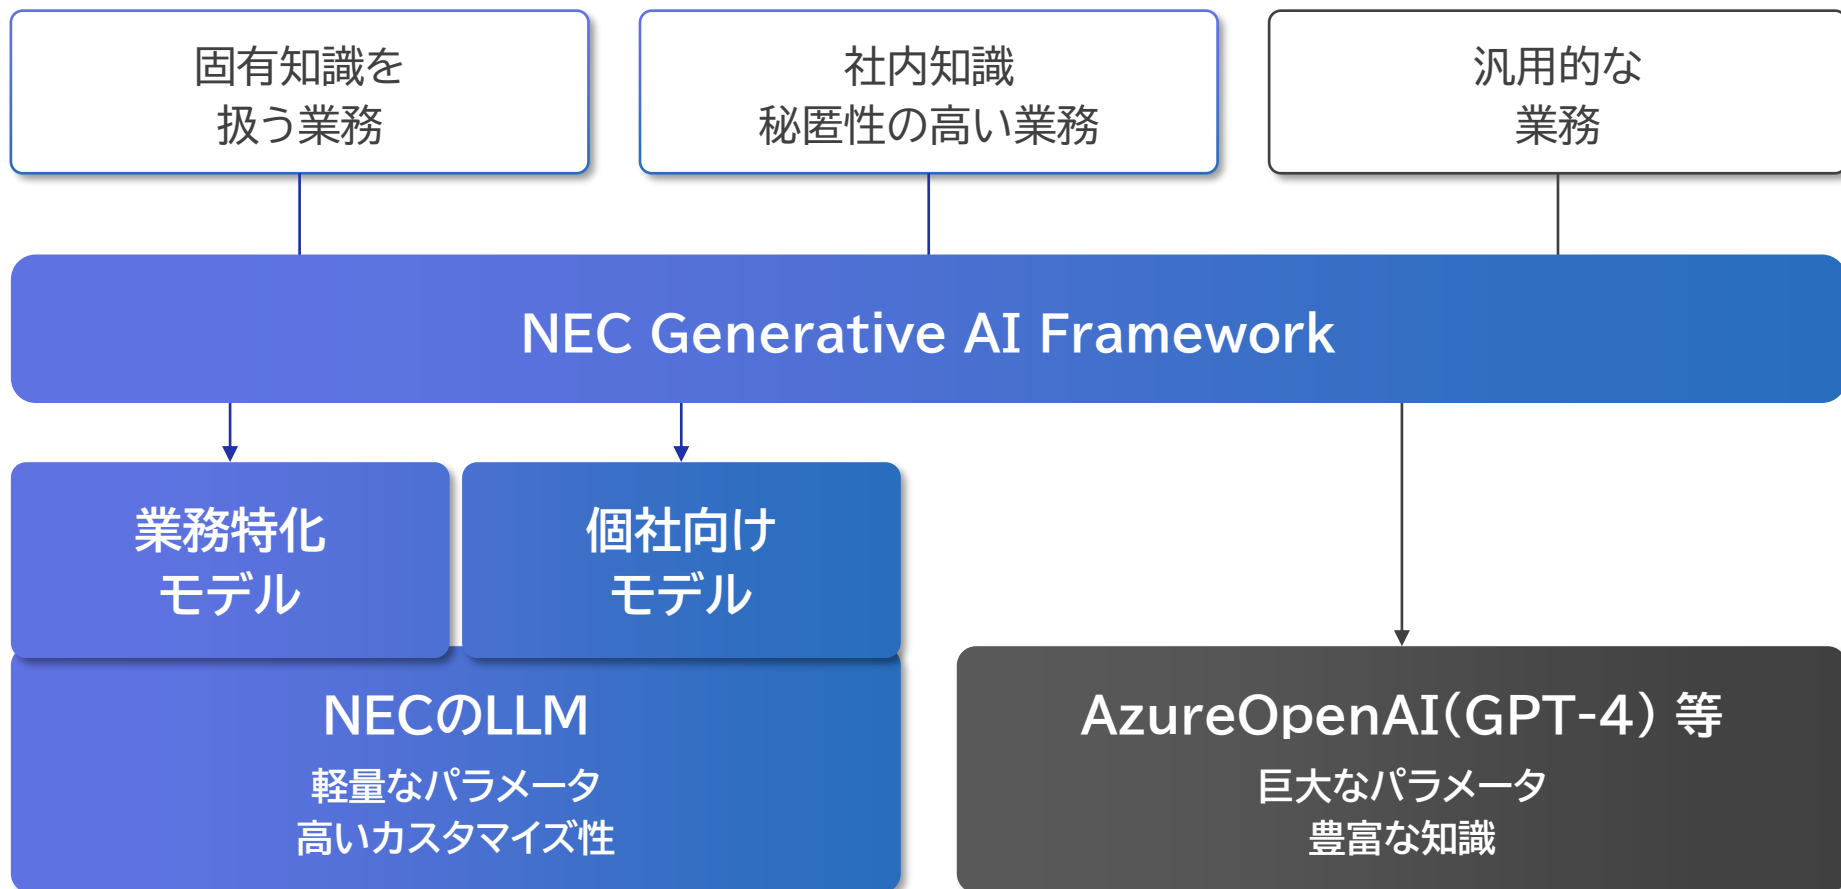 固有知識を
扱う業務
社内知識
秘匿性の高い業務
汎用的な
業務
NEC Generative AI Framework
業務特化
モデル
個社向け
モデル
NECのLLM
軽量なパラメータ
高いカスタマイズ性
AzureOpenAI(GPT-4) 等
巨大なパラメータ
豊富な知識